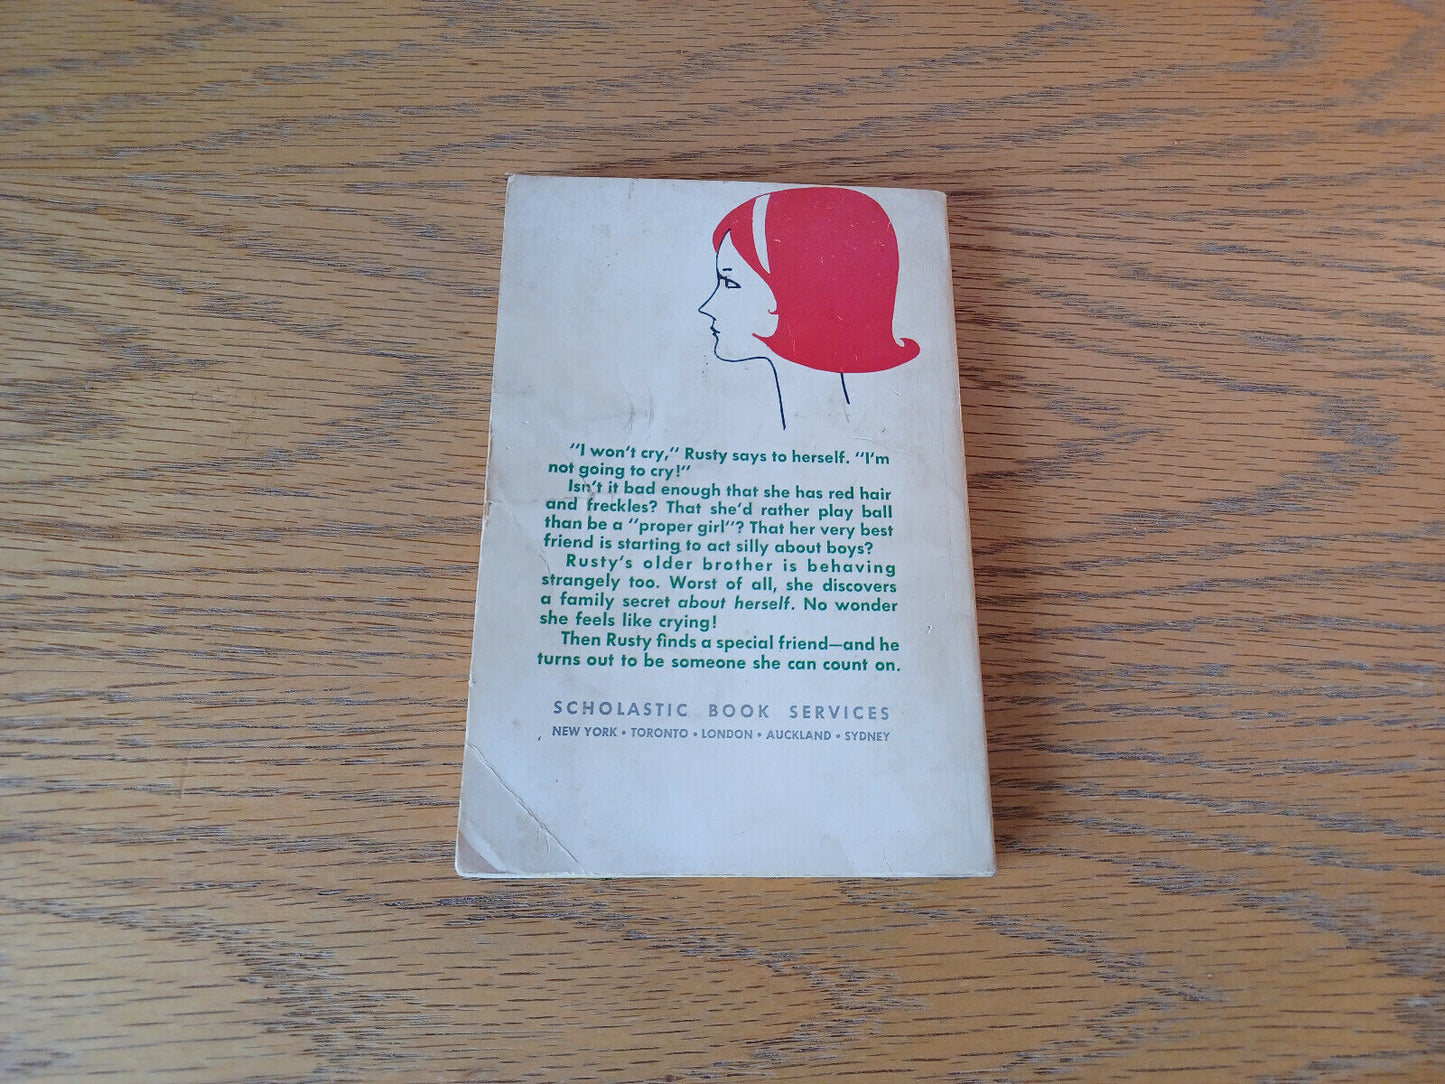 "I won't cry," Rusty says to herself. "I'm
not going to cry!"
Isn't it bad enough that she has red hair
and freckles? That she'd rather play ball
than be a "proper girl"? That her very best
friend is starting to act silly about boys?
Rusty's older brother is behaving
strangely too. Worst of all, she discovers
a family secret about herself. No wonder
she feels like crying!
Then Rusty finds a special friend—and he
turns out to be someone she can count on.
SCHOLASTIC BOOK SERVICES
NEW YORK • TORONTO • LONDON • AUCKLAND • SYDNEY